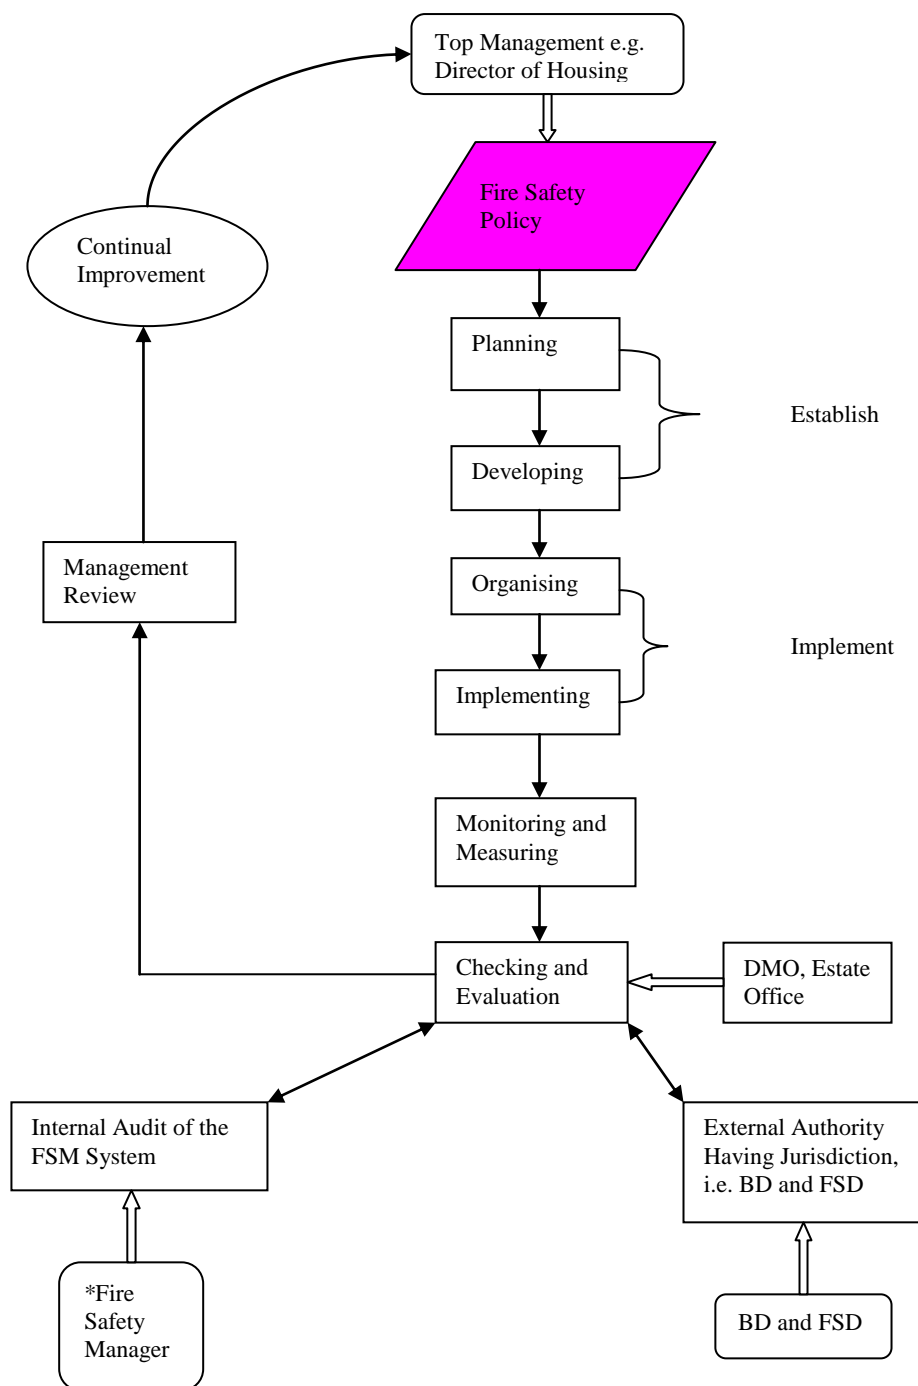 Top Management e.g.
Director of Housing
Fire Safety
Policy
Continual
Improvement
Planning
Establish
Developing
Management
Review
Organising
Implement
Implementing
Monitoring and
Measuring
Checking and
Evaluation
DMO, Estate
Office
Internal Audit of the
FSM System
External Authority
Having Jurisdiction,
i.e. BD and FSD
*Fire
Safety
Manager
BD and FSD